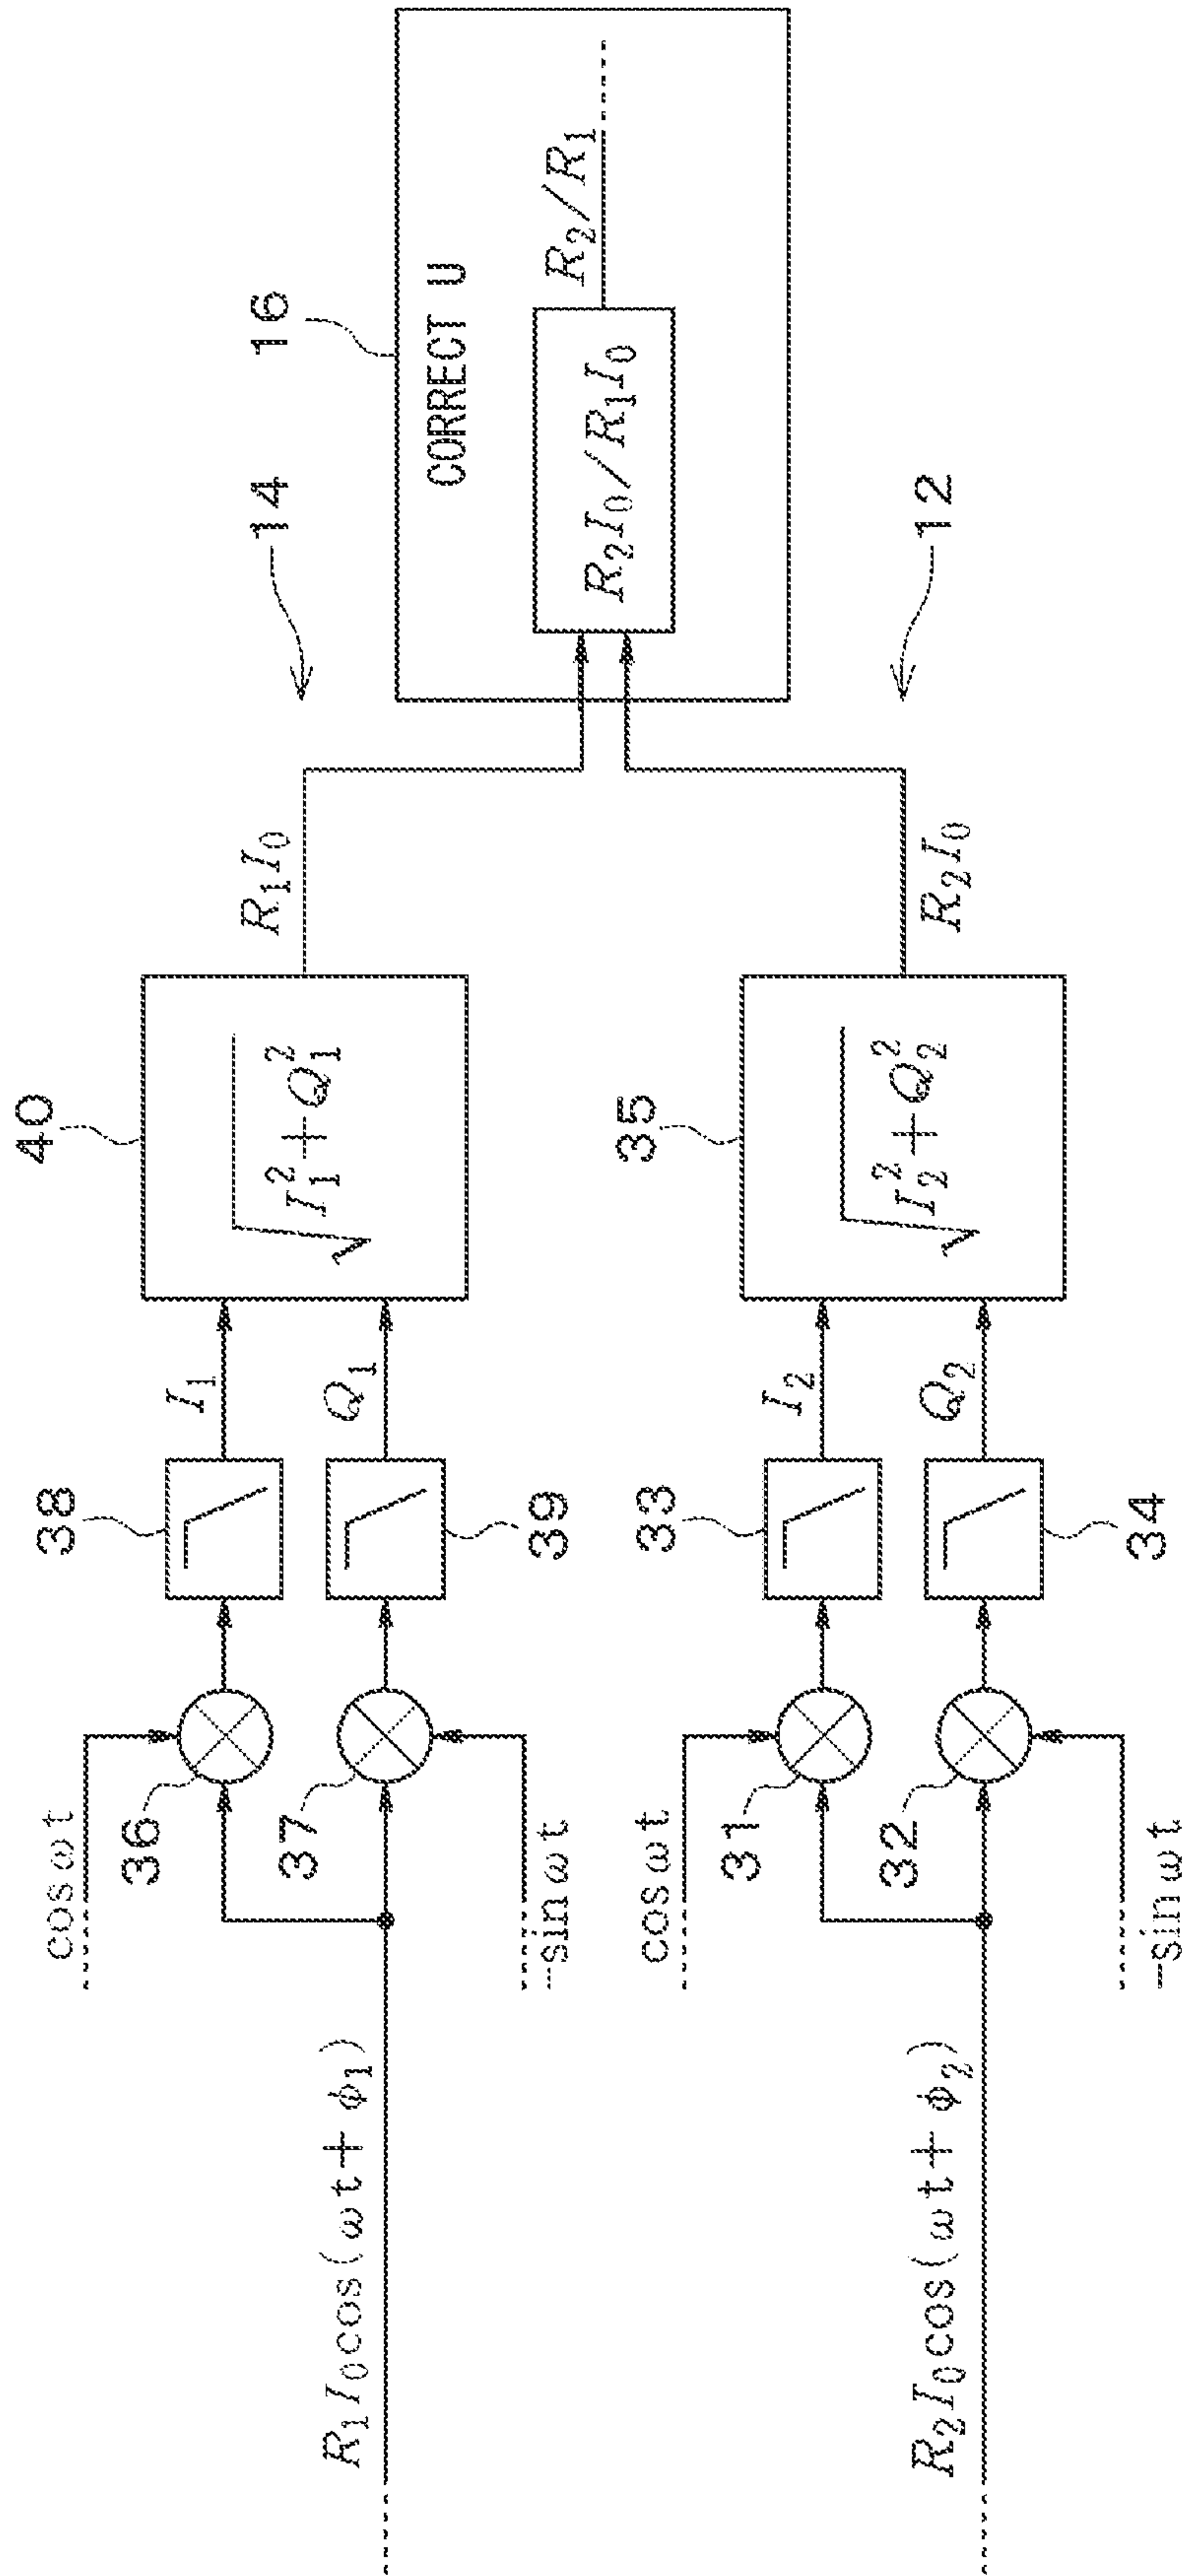 cos ωt
36
37
−sin ωt
R₁I₀cos(ωt+ϕ₁)
38
39
I₁
Q₁
40
√I₁²+Q₁²
R₁I₀
14
16
CORRECT U
R₂I₀/R₁I₀
R₂/R₁
cos ωt
31
32
−sin ωt
R₂I₀cos(ωt+ϕ₂)
33
34
I₂
Q₂
35
√I₂²+Q₂²
R₂I₀
12